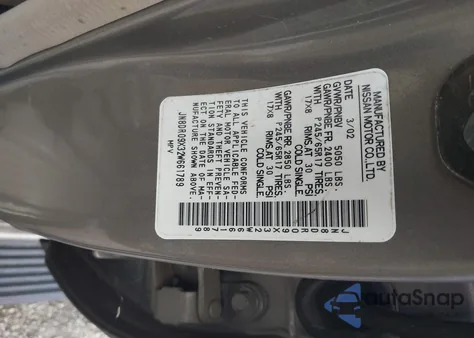 MANUFACTURED BY
NISSAN MOTOR CO.,LTD.
DATE 3/02
GVWR/PNBV 5050 LBS.
GAWR/PNBE FR. 2400 LBS.
WITH P245/65R17 TIRES,
17X8 RIMS,AT 30 PSI
COLD SINGLE
GAWR/PNBE RR. 2850 LBS.
WITH P245/65R17 TIRES,
17X8 RIMS,AT 30 PSI
COLD SINGLE
THIS VEHICLE CONFORMS
TO ALL APPLICABLE FED-
ERAL MOTOR VEHICLE SA-
FETY AND THEFT PREVEN-
TION STANDARDS IN EFF-
ECT ON THE DATE OF MA-
NUFACTURE SHOWN ABOVE.
JN8DR09X32W661789
MPV
JN8DR09X32W661789
autaSnap